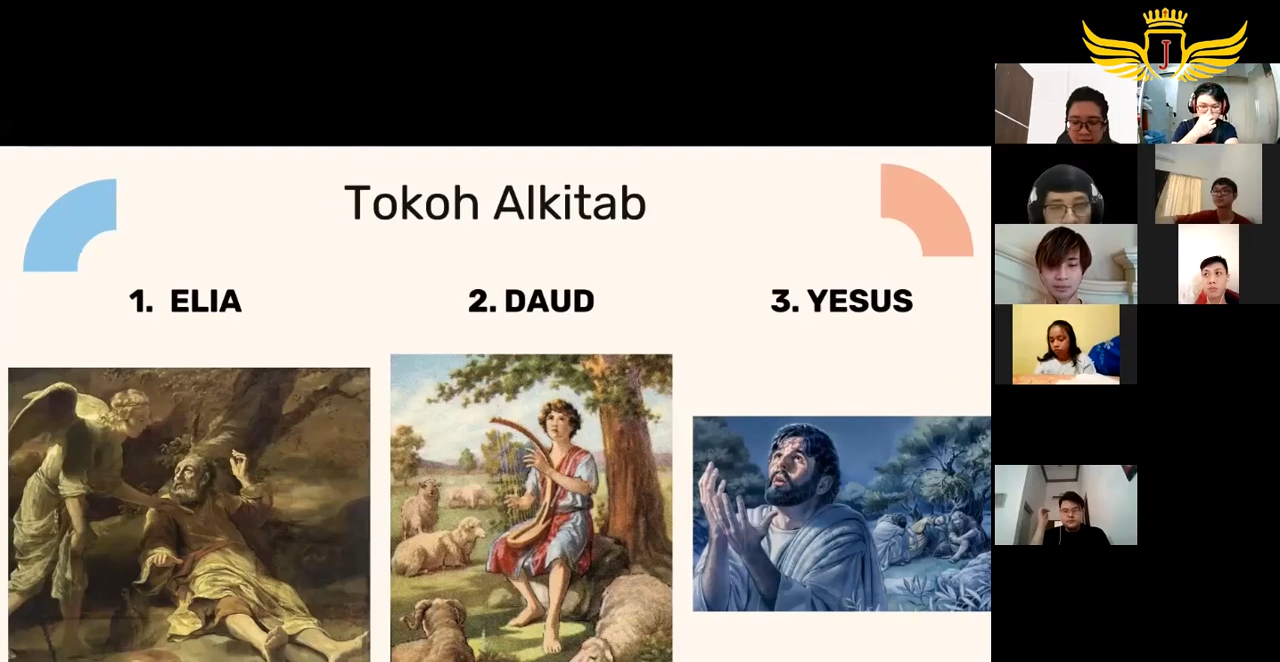 J
Tokoh Alkitab
1. ELIA
2. DAUD
3. YESUS